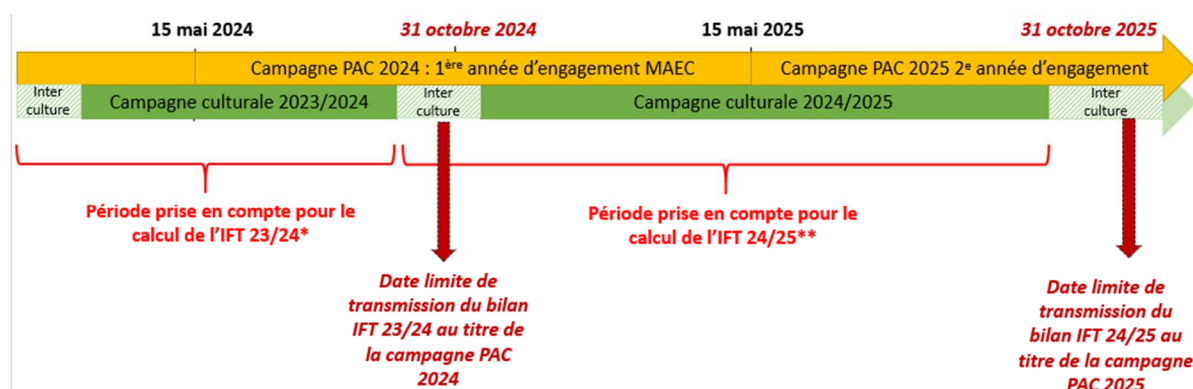 15 mai 2024
31 octobre 2024
15 mai 2025
31 octobre 2025
Campagne PAC 2024 : 1ère année d'engagement MAEC
Campagne PAC 2025 2e année d'engagement
Inter
culture
Campagne culturale 2023/2024
Inter
culture
Campagne culturale 2024/2025
Inter
culture
Période prise en compte pour le
calcul de l'IFT 23/24*
Période prise en compte pour le
calcul de l'IFT 24/25**
Date limite de
transmission du bilan
IFT 23/24 au titre de
la campagne PAC
2024
Date limite de
transmission du
bilan IFT 24/25 au
titre de la campagne
PAC 2025